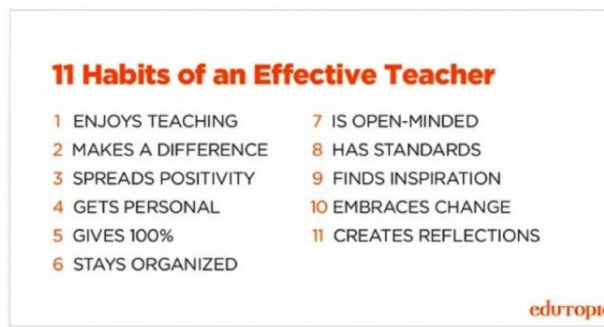 11 Habits of an Effective Teacher
1 ENJOYS TEACHING
2 MAKES A DIFFERENCE
3 SPREADS POSITIVITY
4 GETS PERSONAL
5 GIVES 100%
6 STAYS ORGANIZED
7 IS OPEN-MINDED
8 HAS STANDARDS
9 FINDS INSPIRATION
10 EMBRACES CHANGE
11 CREATES REFLECTIONS